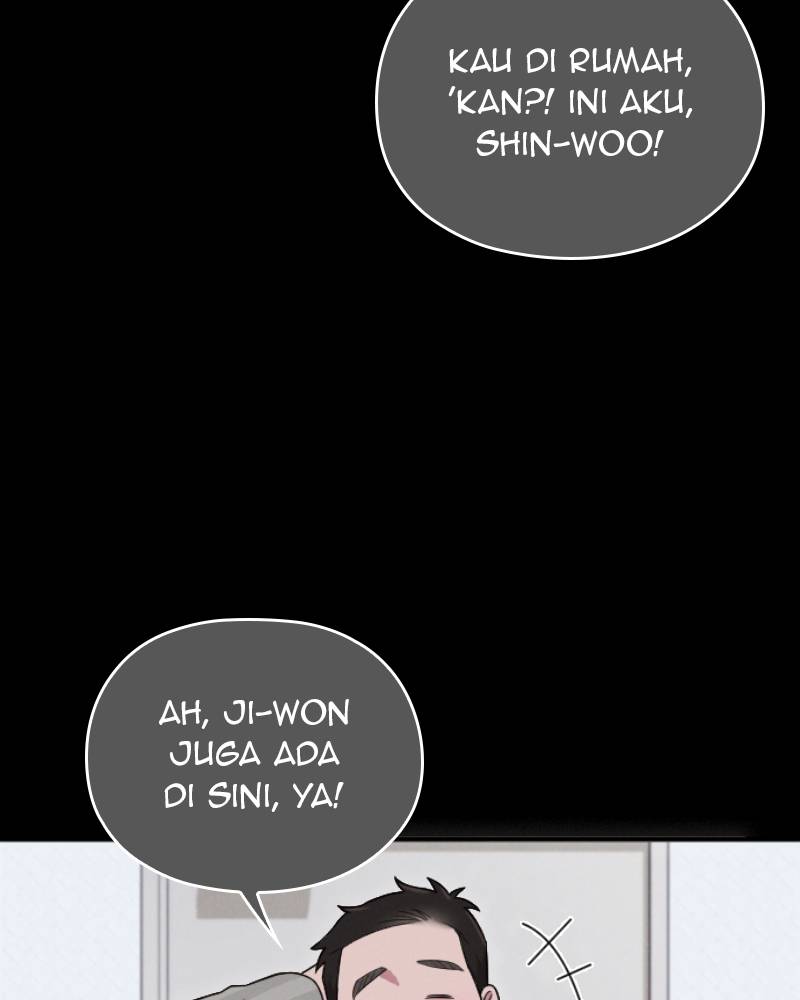 KAU DI RUMAH,
'KAN?! INI AKU,
SHIN-WOO!
AH, JI-WON
JUGA ADA
DI SINI, YA!